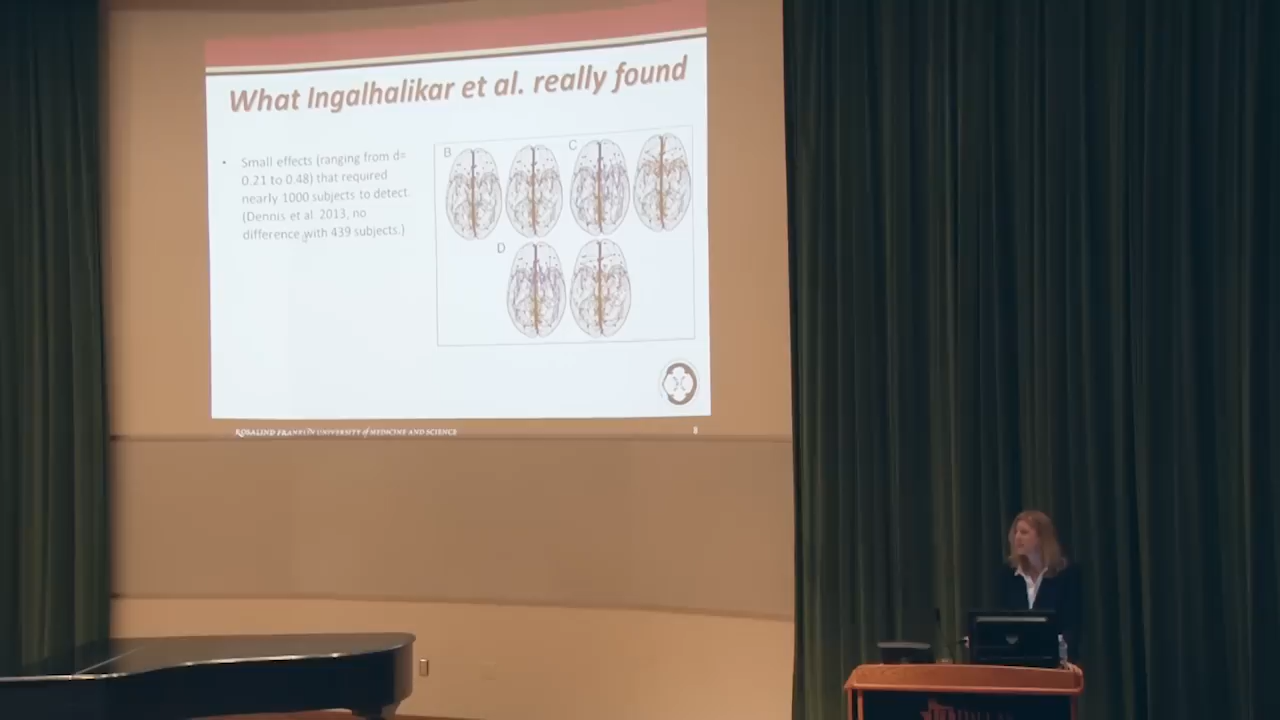 What Ingalhalikar et al. really found
• Small effects (ranging from d=
0.21 to 0.48) that required
nearly 1000 subjects to detect.
(Dennis et al. 2013, no
difference with 439 subjects.)
B
C
D
ROSALIND FRANKLIN UNIVERSITY of MEDICINE AND SCIENCE
8